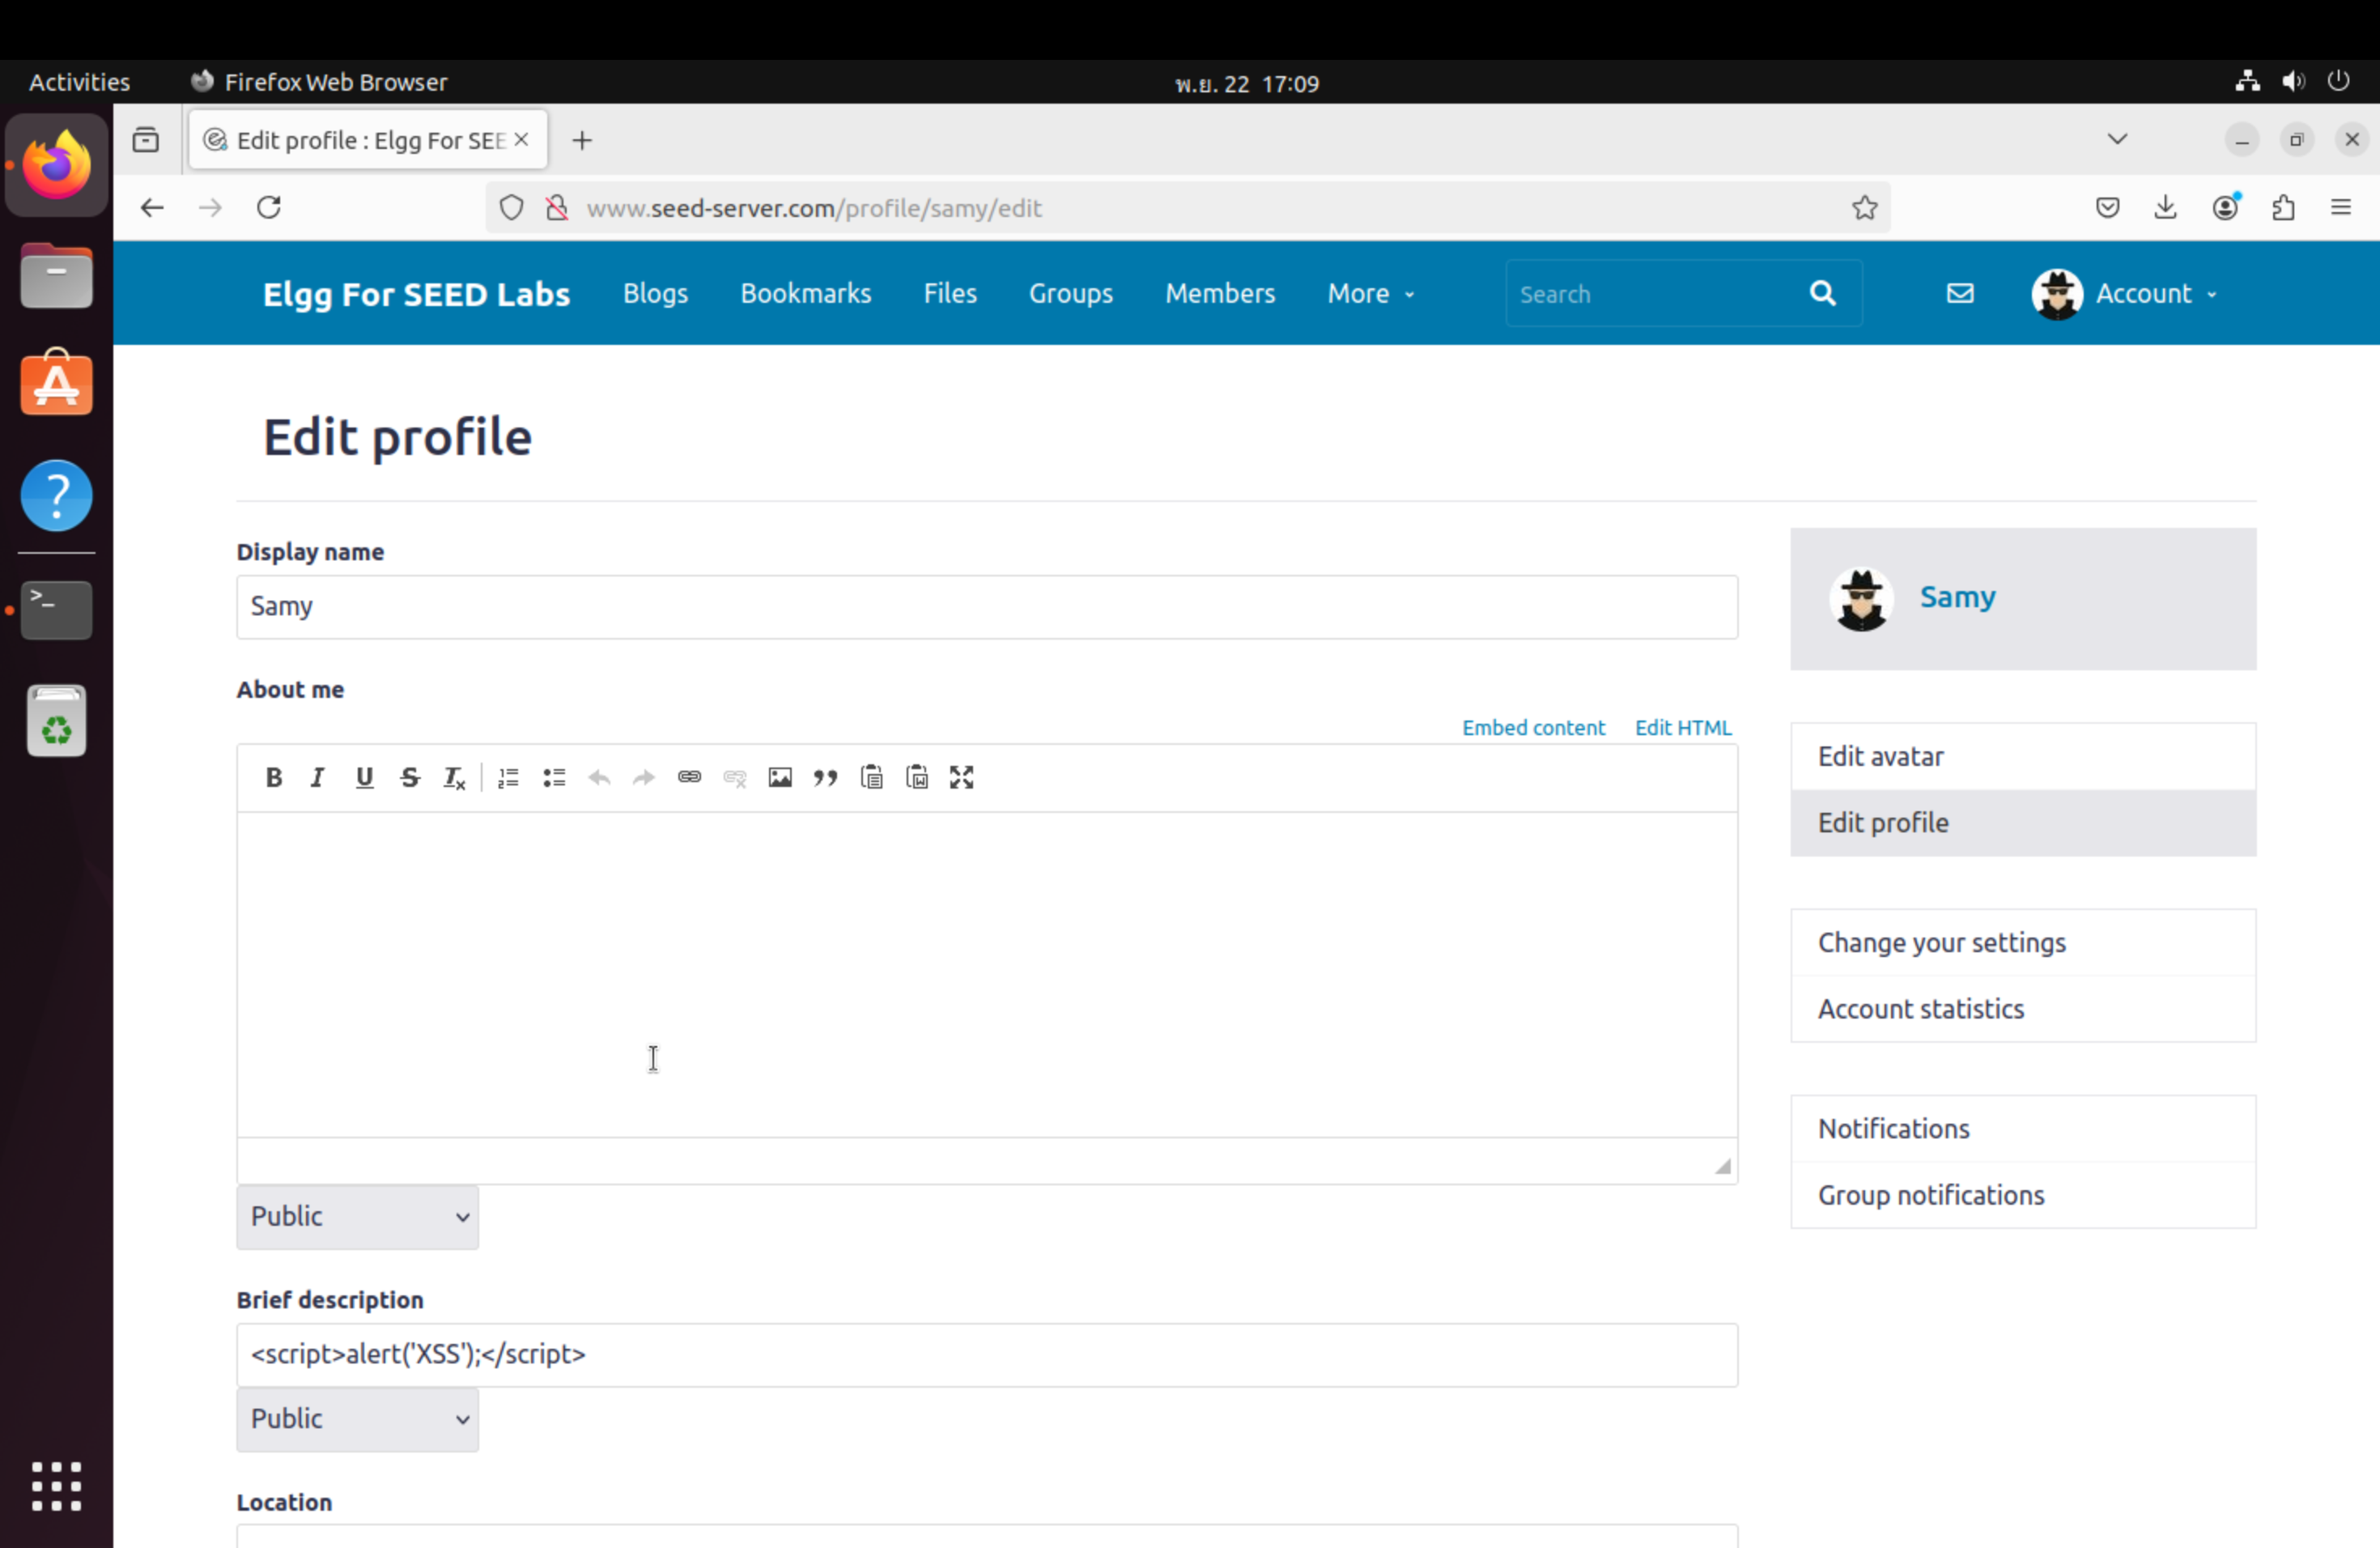 Activities Firefox Web Browser พ.ย. 22 17:09
Edit profile : Elgg For SEE
www.seed-server.com/profile/samy/edit
Elgg For SEED Labs Blogs Bookmarks Files Groups Members More Search Account
Edit profile
Display name
Samy
Samy
About me
Embed content Edit HTML
Edit avatar
Edit profile
Change your settings
Account statistics
Notifications
Group notifications
Public
Brief description
<script>alert('XSS');</script>
Public
Location